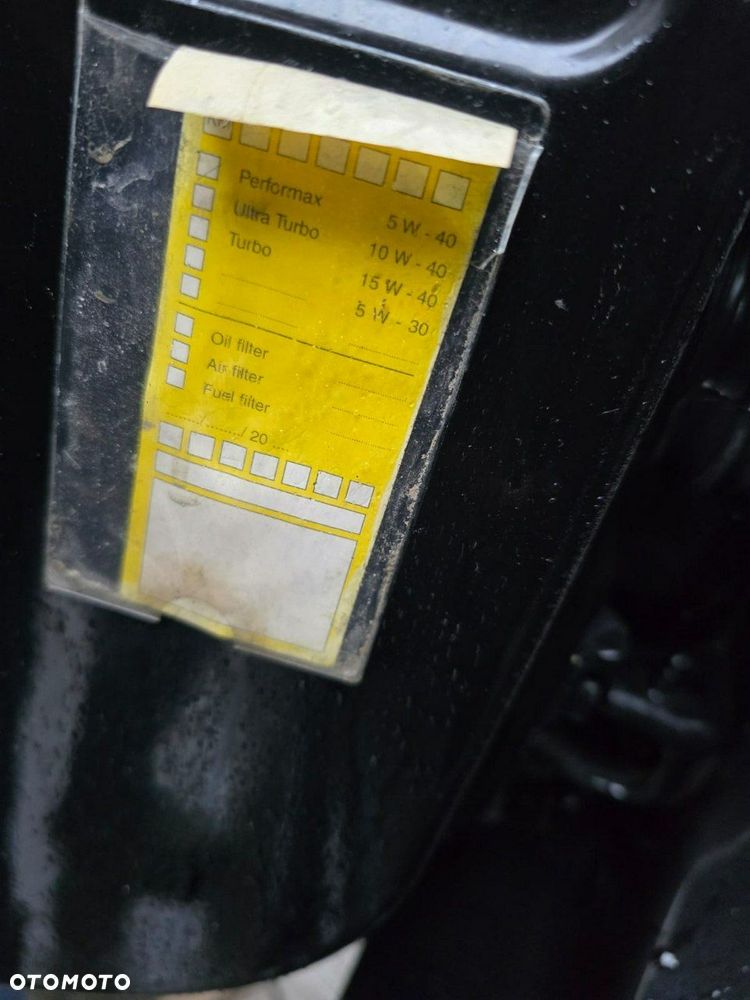 Performax 5 W - 40
Ultra Turbo 10 W - 40
Turbo 15 W - 40
5 W - 30
Oil filter
Air filter
Fuel filter
/ 20
OTOMOTO